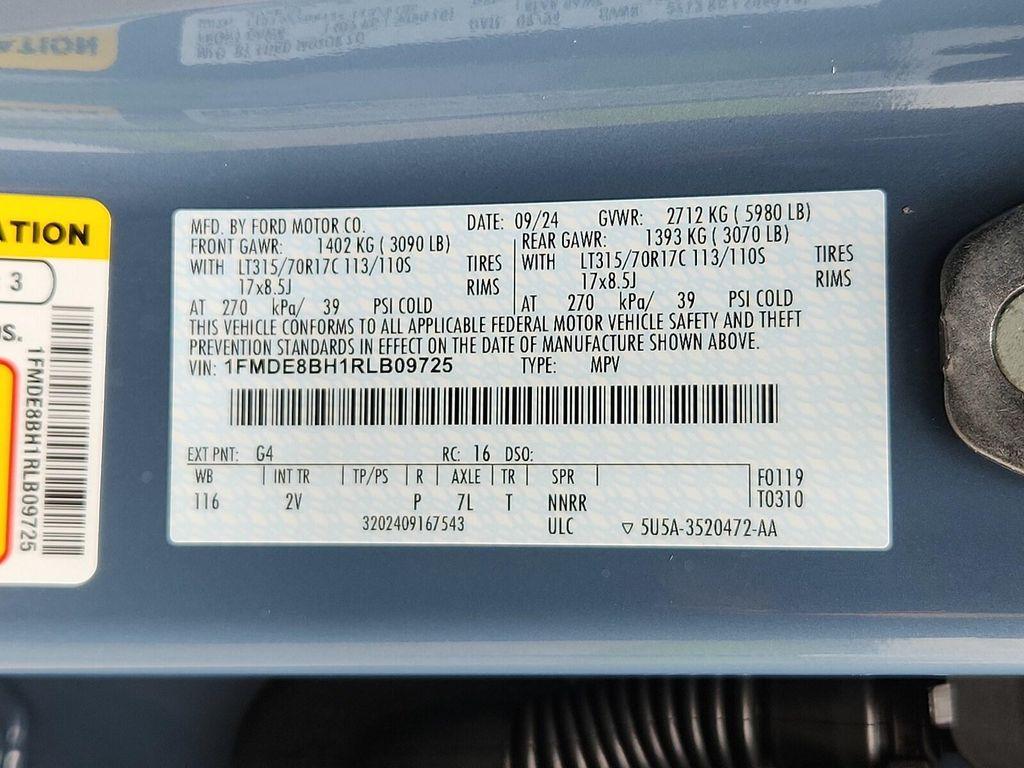 ATION
3
S.
1FMDE8BH1RLB09725
MFD. BY FORD MOTOR CO. DATE: 09/24 GVWR: 2712 KG ( 5980 LB)
FRONT GAWR: 1402 KG ( 3090 LB) REAR GAWR: 1393 KG ( 3070 LB)
WITH LT315/70R17C 113/110S TIRES WITH LT315/70R17C 113/110S TIRES
17x8.5J RIMS 17x8.5J RIMS
AT 270 kPa/ 39 PSI COLD AT 270 kPa/ 39 PSI COLD
THIS VEHICLE CONFORMS TO ALL APPLICABLE FEDERAL MOTOR VEHICLE SAFETY AND THEFT
PREVENTION STANDARDS IN EFFECT ON THE DATE OF MANUFACTURE SHOWN ABOVE.
VIN: 1FMDE8BH1RLB09725 TYPE: MPV
EXT PNT: G4 RC: 16 DSO:
WB INT TR TP/PS R AXLE TR SPR F0119
116 2V P 7L T NNRR T0310
3202409167543 ULC ▽ 5U5A-3520472-AA